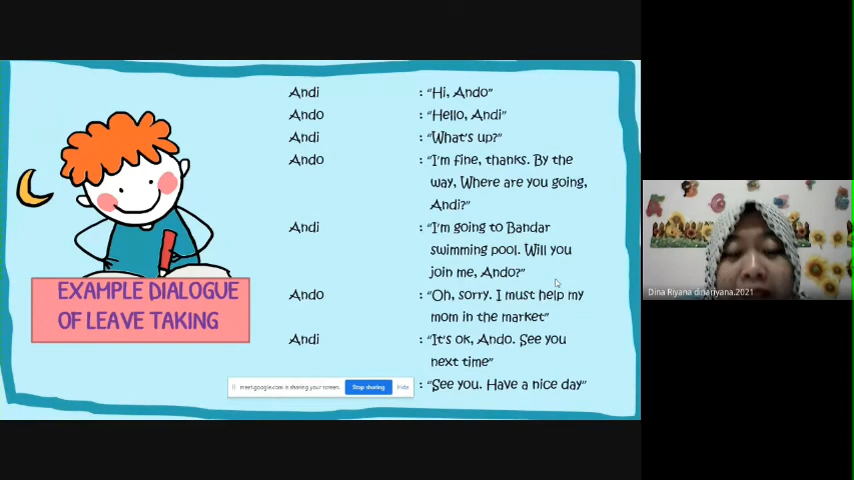 Andi : "Hi, Ando"
Ando : "Hello, Andi"
Andi : "What's up?"
Ando : "I'm fine, thanks. By the
way, Where are you going,
Andi?"
Andi : "I'm going to Bandar
swimming pool. Will you
join me, Ando?"
Ando : "Oh, sorry. I must help my
mom in the market"
Andi : "It's ok, Ando. See you
next time"
: "See you. Have a nice day"
EXAMPLE DIALOGUE
OF LEAVE TAKING
meet.google.com is sharing your screen.
Stop sharing
Hide
Dina Riyana dinariyana.2021